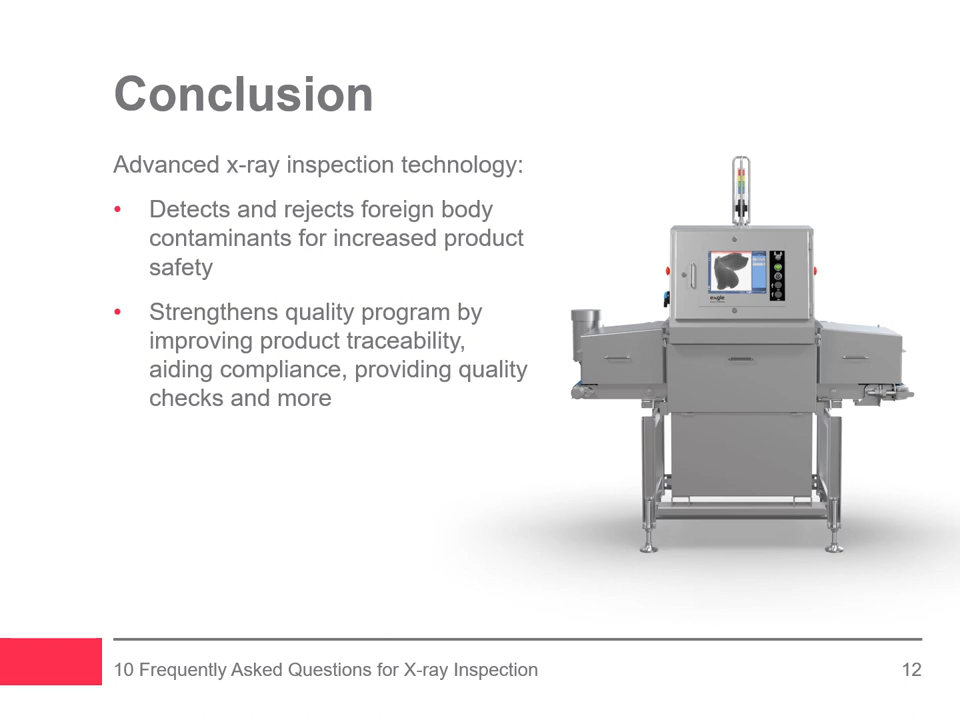 Conclusion
Advanced x-ray inspection technology:
• Detects and rejects foreign body
contaminants for increased product
safety
• Strengthens quality program by
improving product traceability,
aiding compliance, providing quality
checks and more
eagle
10 Frequently Asked Questions for X-ray Inspection
12